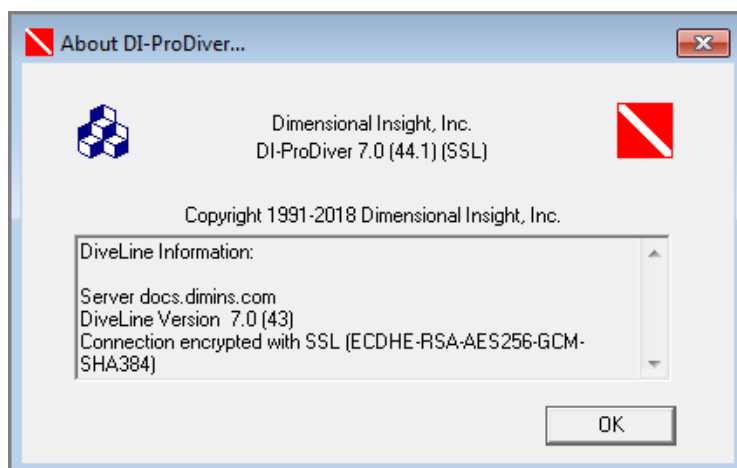 About DI-ProDiver...
Dimensional Insight, Inc.
DI-ProDiver 7.0 (44.1) (SSL)
Copyright 1991-2018 Dimensional Insight, Inc.
DiveLine Information:
Server docs.dimins.com
DiveLine Version  7.0 (43)
Connection encrypted with SSL (ECDHE-RSA-AES256-GCM-
SHA384)
OK